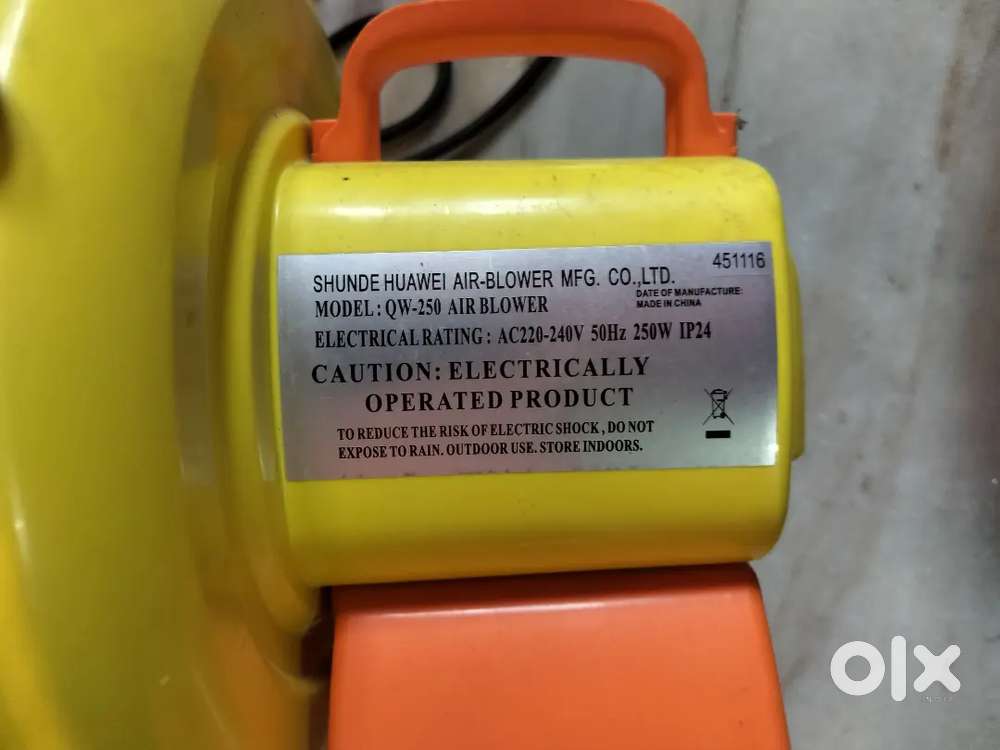 451116
SHUNDE HUAWEI AIR-BLOWER MFG. CO.,LTD.
DATE OF MANUFACTURE:
MODEL: QW-250 AIR BLOWER
MADE IN CHINA
ELECTRICAL RATING: AC220-240V 50Hz 250W IP24
CAUTION: ELECTRICALLY
OPERATED PRODUCT
TO REDUCE THE RISK OF ELECTRIC SHOCK, DO NOT
EXPOSE TO RAIN. OUTDOOR USE. STORE INDOORS.
olx